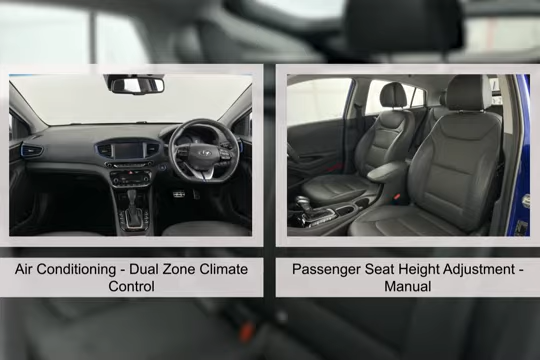 Air Conditioning - Dual Zone Climate
Control
Passenger Seat Height Adjustment -
Manual